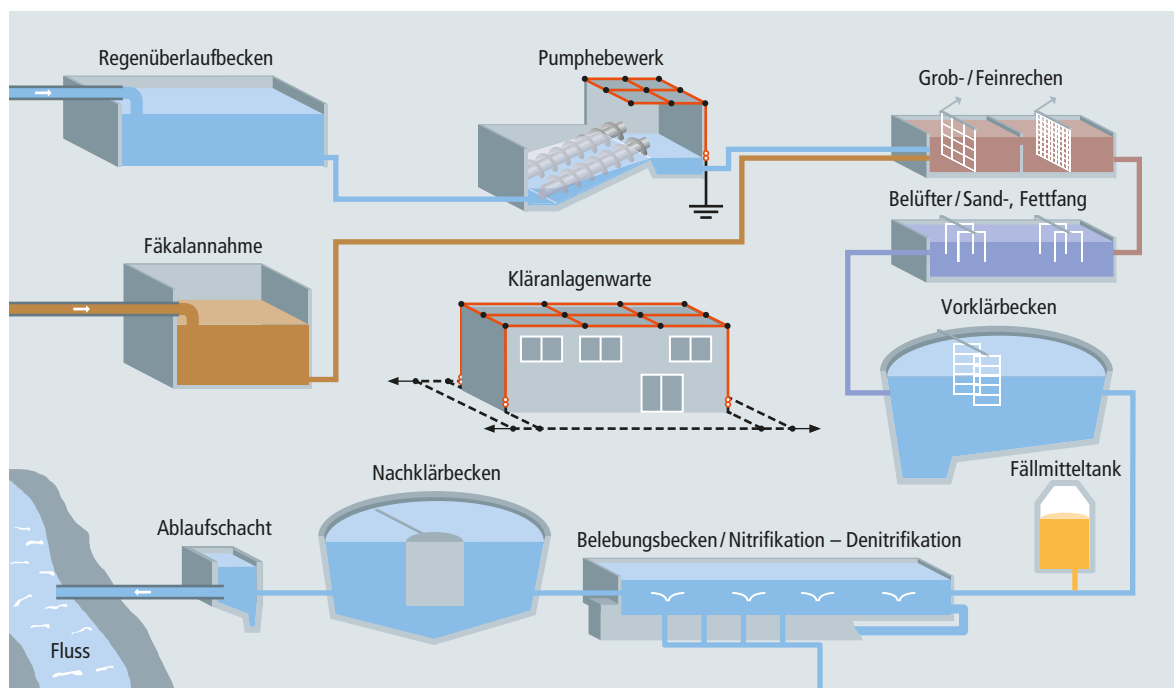 Regenüberlaufbecken
Pumphebewerk
Grob-/Feinrechen
Belüfter/Sand-, Fettfang
Fäkalannahme
Kläranlagenwarte
Vorklärbecken
Fällmitteltank
Nachklärbecken
Ablaufschacht
Belebungsbecken/Nitrifikation – Denitrifikation
Fluss